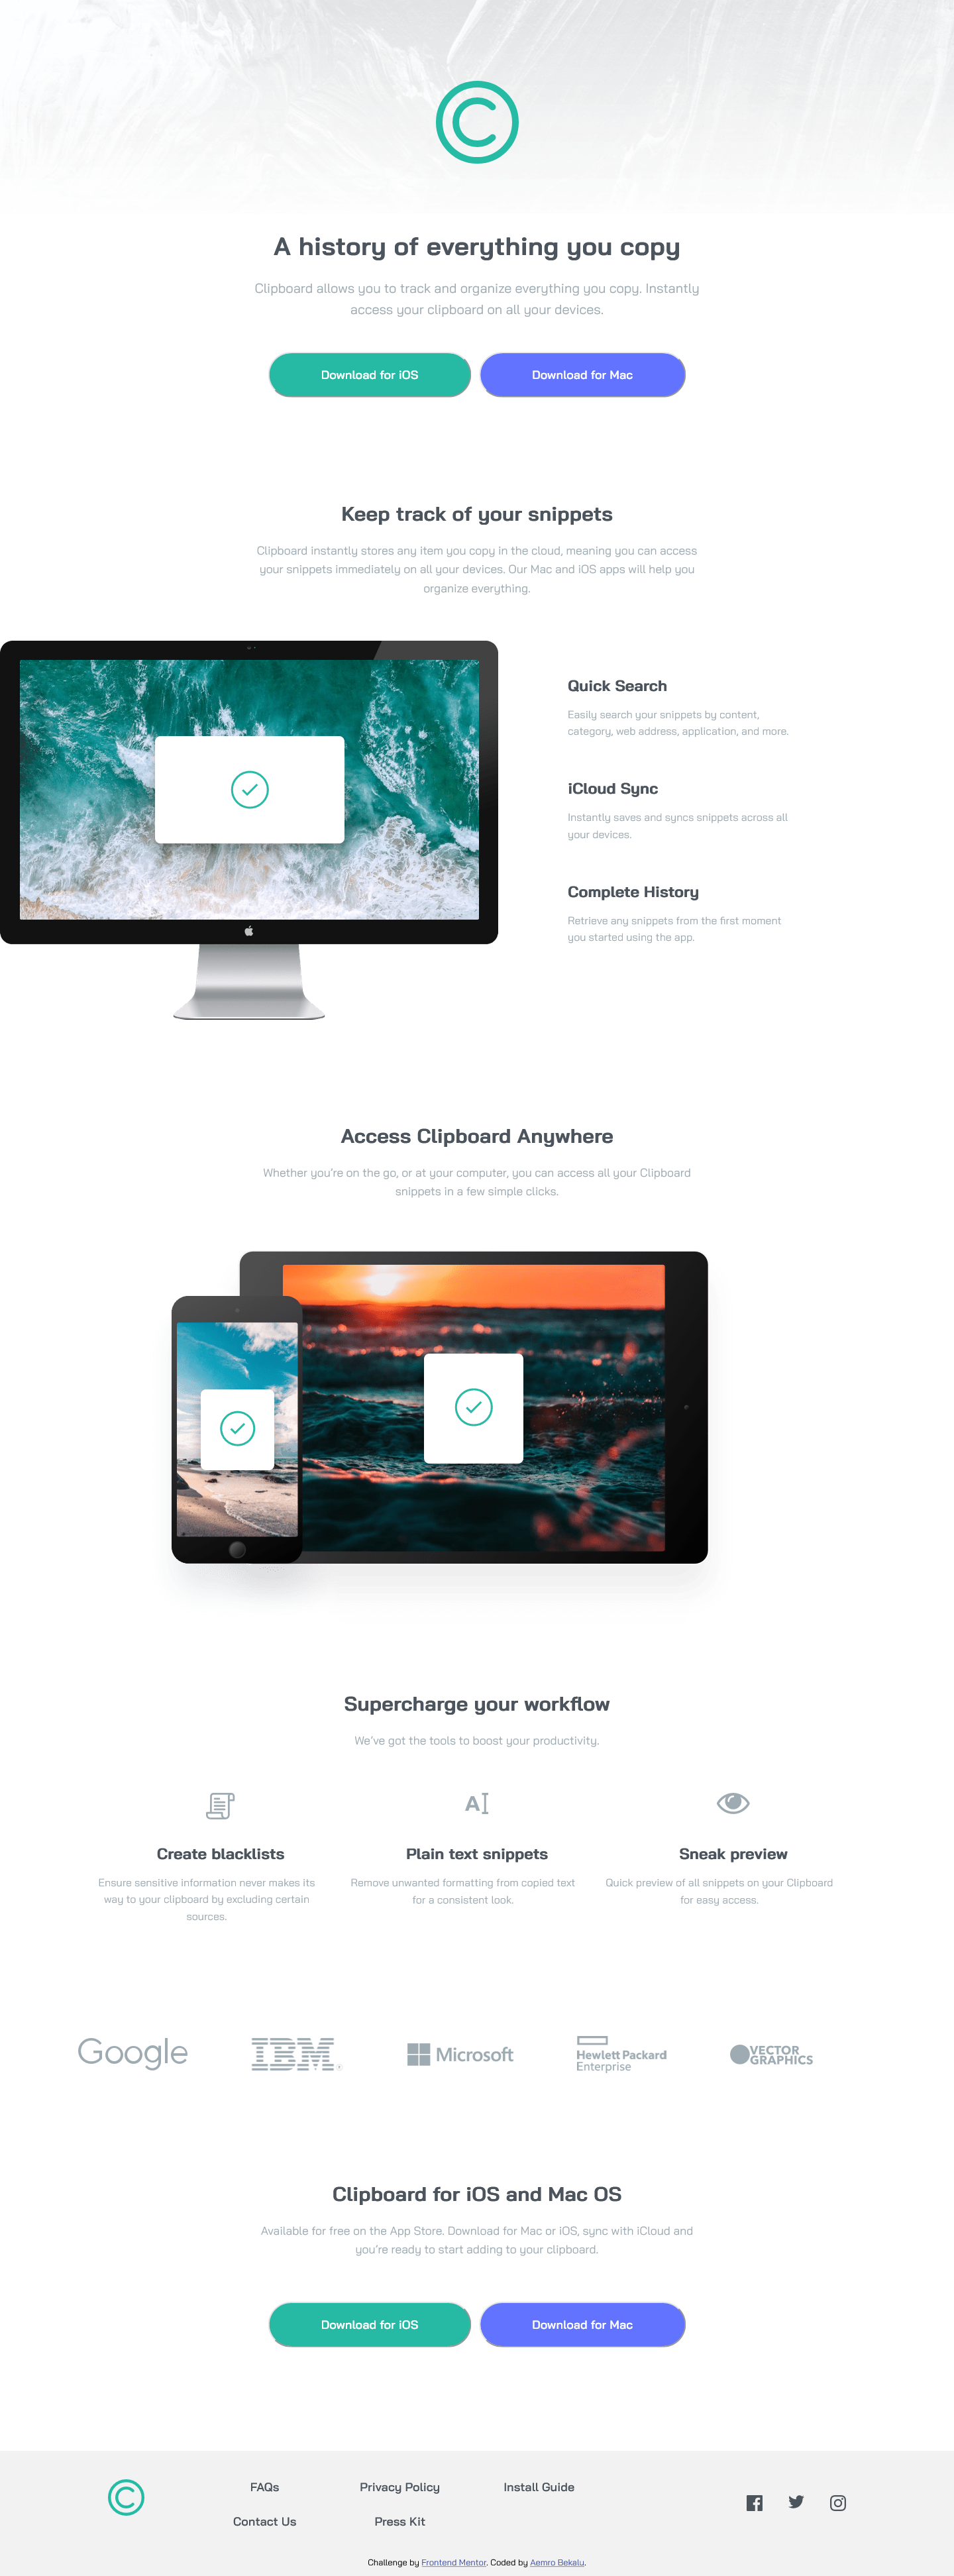 A history of everything you copy
Clipboard allows you to track and organize everything you copy. Instantly
access your clipboard on all your devices.
Download for iOS
Download for Mac
Keep track of your snippets
Clipboard instantly stores any item you copy in the cloud, meaning you can access
your snippets immediately on all your devices. Our Mac and iOS apps will help you
organize everything.
Quick Search
Easily search your snippets by content,
category, web address, application, and more.
iCloud Sync
Instantly saves and syncs snippets across all
your devices.
Complete History
Retrieve any snippets from the first moment
you started using the app.
Access Clipboard Anywhere
Whether you’re on the go, or at your computer, you can access all your Clipboard
snippets in a few simple clicks.
Supercharge your workflow
We’ve got the tools to boost your productivity.
A
Create blacklists
Ensure sensitive information never makes its
way to your clipboard by excluding certain
sources.
Plain text snippets
Remove unwanted formatting from copied text
for a consistent look.
Sneak preview
Quick preview of all snippets on your Clipboard
for easy access.
Google
IBM
Microsoft
Hewlett Packard
Enterprise
VECTOR
GRAPHICS
Clipboard for iOS and Mac OS
Available for free on the App Store. Download for Mac or iOS, sync with iCloud and
you’re ready to start adding to your clipboard.
Download for iOS
Download for Mac
FAQs
Privacy Policy
Install Guide
Contact Us
Press Kit
Challenge by Frontend Mentor. Coded by Aemro Bekalu.